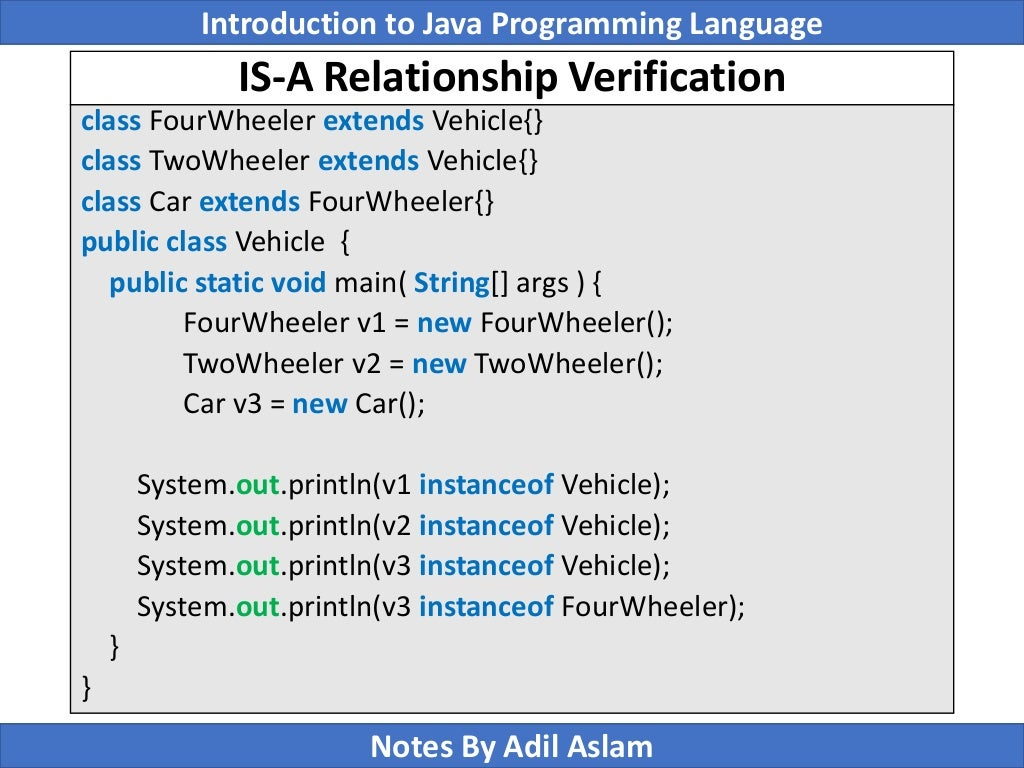 Introduction to Java Programming Language
IS-A Relationship Verification
class FourWheeler extends Vehicle{}
class TwoWheeler extends Vehicle{}
class Car extends FourWheeler{}
public class Vehicle {
public static void main( String[] args ) {
FourWheeler v1 = new FourWheeler();
TwoWheeler v2 = new TwoWheeler();
Car v3 = new Car();
System.out.println(v1 instanceof Vehicle);
System.out.println(v2 instanceof Vehicle);
System.out.println(v3 instanceof Vehicle);
System.out.println(v3 instanceof FourWheeler);
}
}
Notes By Adil Aslam